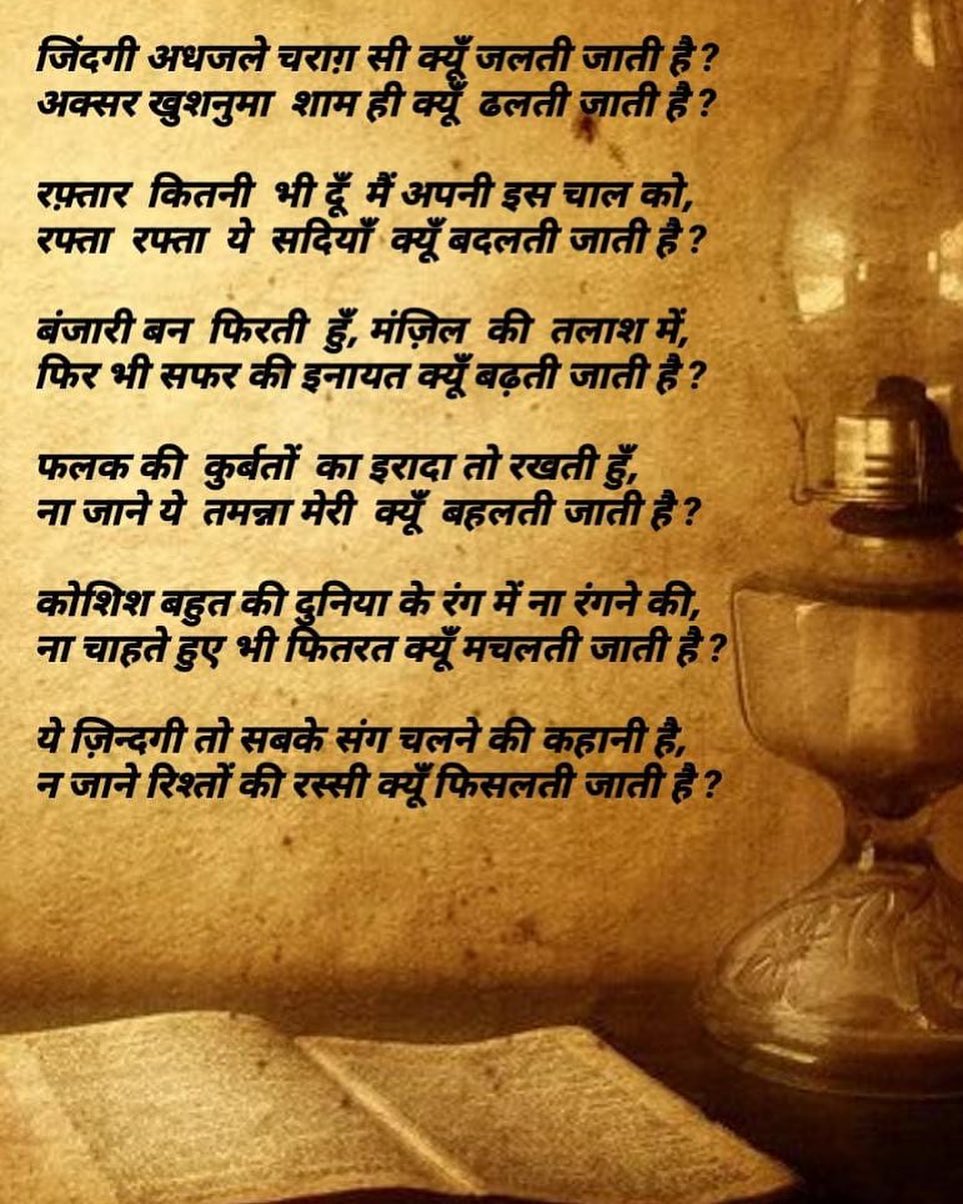 जिंदगी अधजले चराग़ सी क्यूँ जलती जाती है ?
अक्सर खुशनुमा शाम ही क्यूँ ढलती जाती है ?
रफ़्तार कितनी भी दूँ मैं अपनी इस चाल को,
रफ्ता रफ्ता ये सदियाँ क्यूँ बदलती जाती है ?
बंजारी बन फिरती हुँ, मंज़िल की तलाश में,
फिर भी सफर की इनायत क्यूँ बढ़ती जाती है ?
फलक की कुर्बतों का इरादा तो रखती हुँ,
ना जाने ये तमन्ना मेरी क्यूँ बहलती जाती है ?
कोशिश बहुत की दुनिया के रंग में ना रंगने की,
ना चाहते हुए भी फितरत क्यूँ मचलती जाती है ?
ये ज़िन्दगी तो सबके संग चलने की कहानी है,
न जाने रिश्तों की रस्सी क्यूँ फिसलती जाती है ?